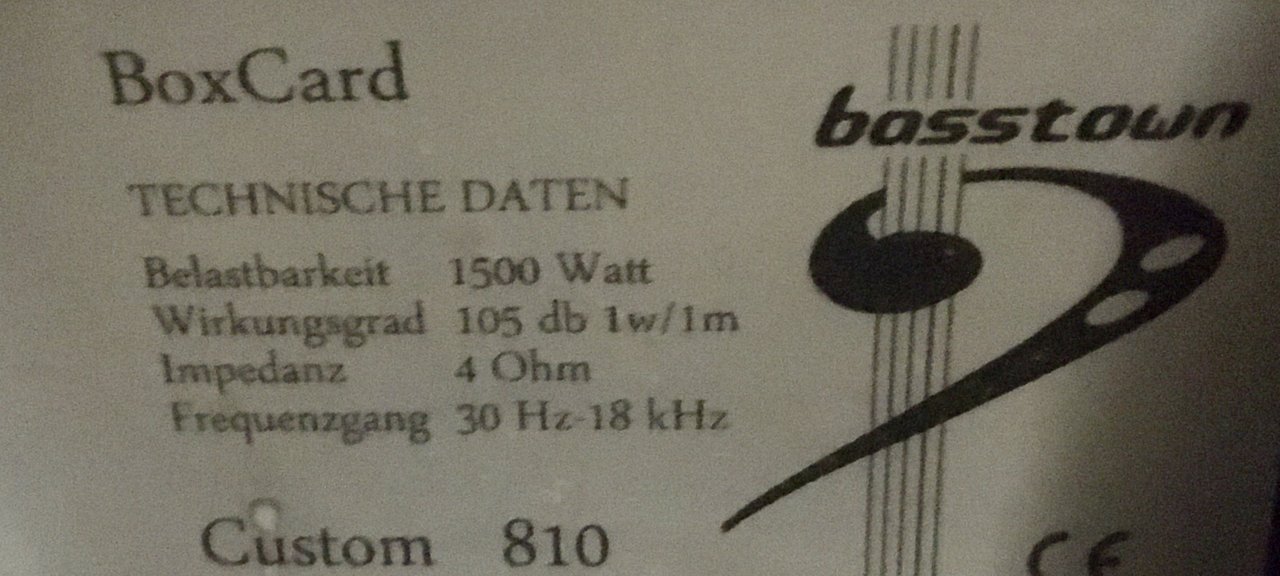 BoxCard
basstown
TECHNISCHE DATEN
Belastbarkeit 1500 Watt
Wirkungsgrad 105 db 1w/1m
Impedanz 4 Ohm
Frequenzgang 30 Hz-18 kHz
Custom 810
CE